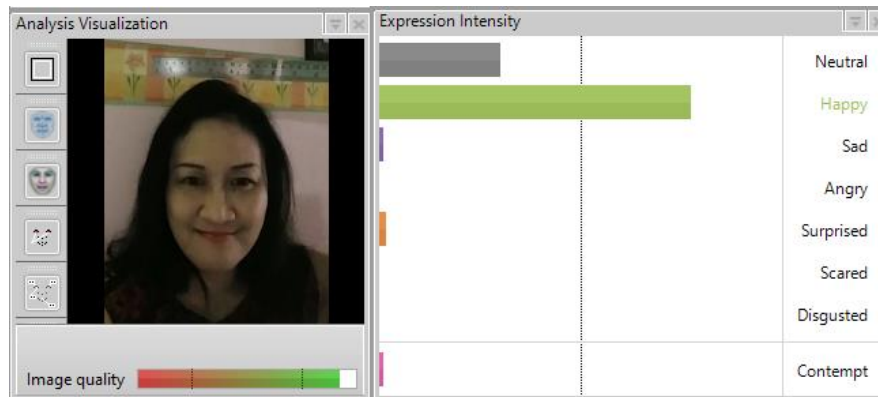 Analysis Visualization
Image quality
Expression Intensity
Neutral
Happy
Sad
Angry
Surprised
Scared
Disgusted
Contempt